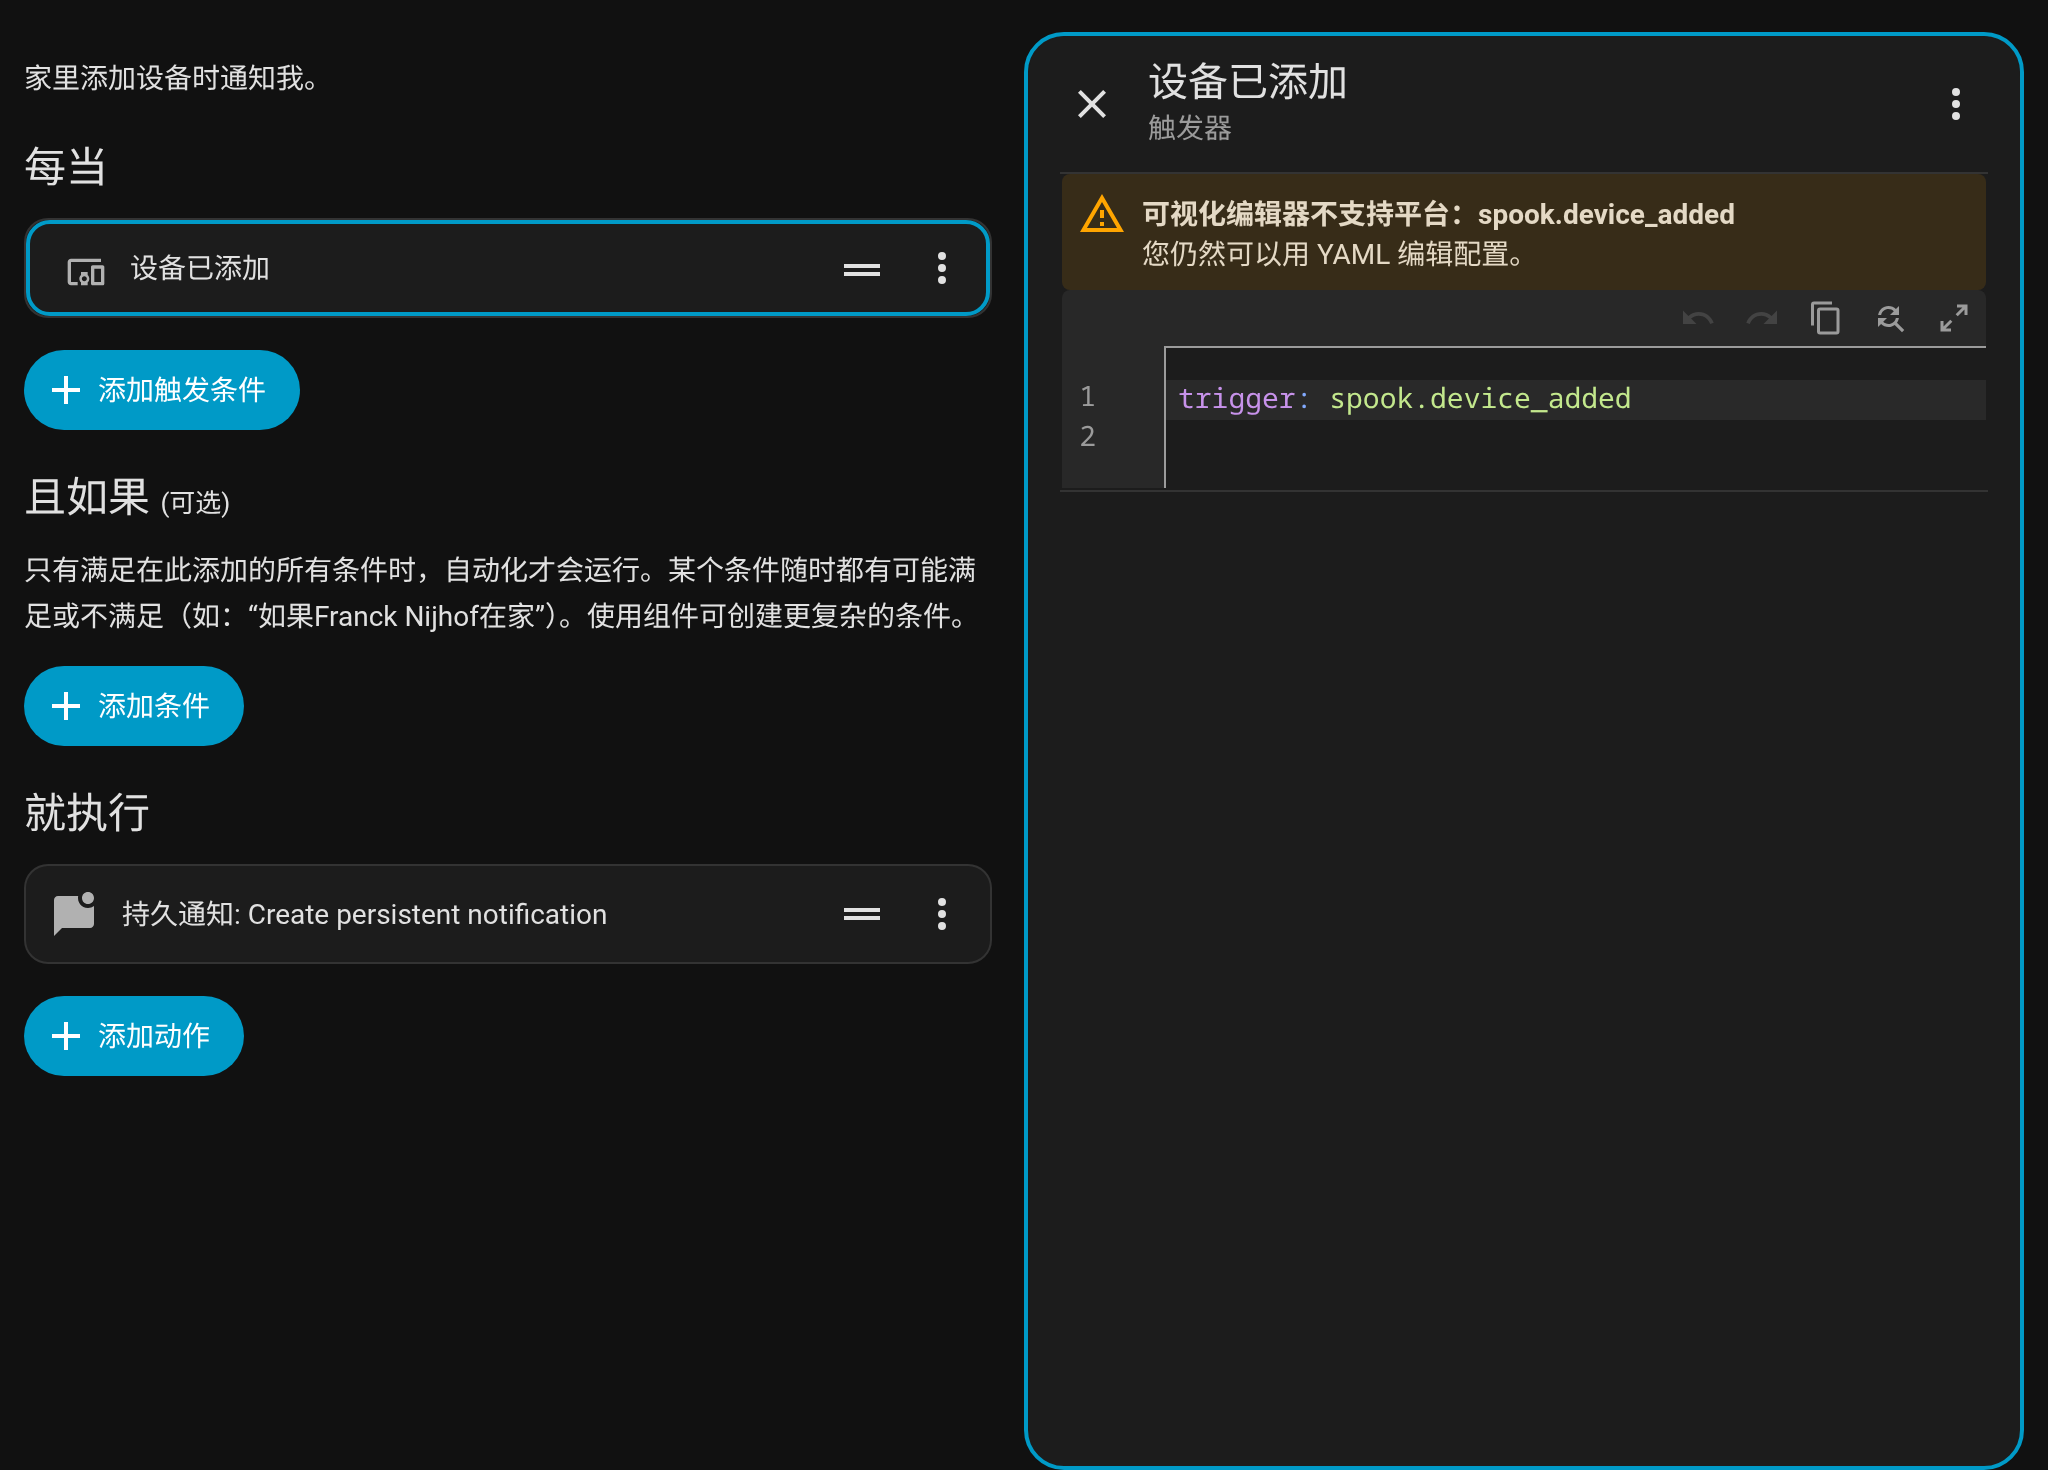 家里添加设备时通知我。
每当
设备已添加
添加触发条件
且如果 (可选)
只有满足在此添加的所有条件时，自动化才会运行。某个条件随时都有可能满
足或不满足（如：“如果Franck Nijhof在家”）。使用组件可创建更复杂的条件。
添加条件
就执行
持久通知: Create persistent notification
添加动作
设备已添加
触发器
可视化编辑器不支持平台：spook.device_added
您仍然可以用 YAML 编辑配置。
1 trigger: spook.device_added
2